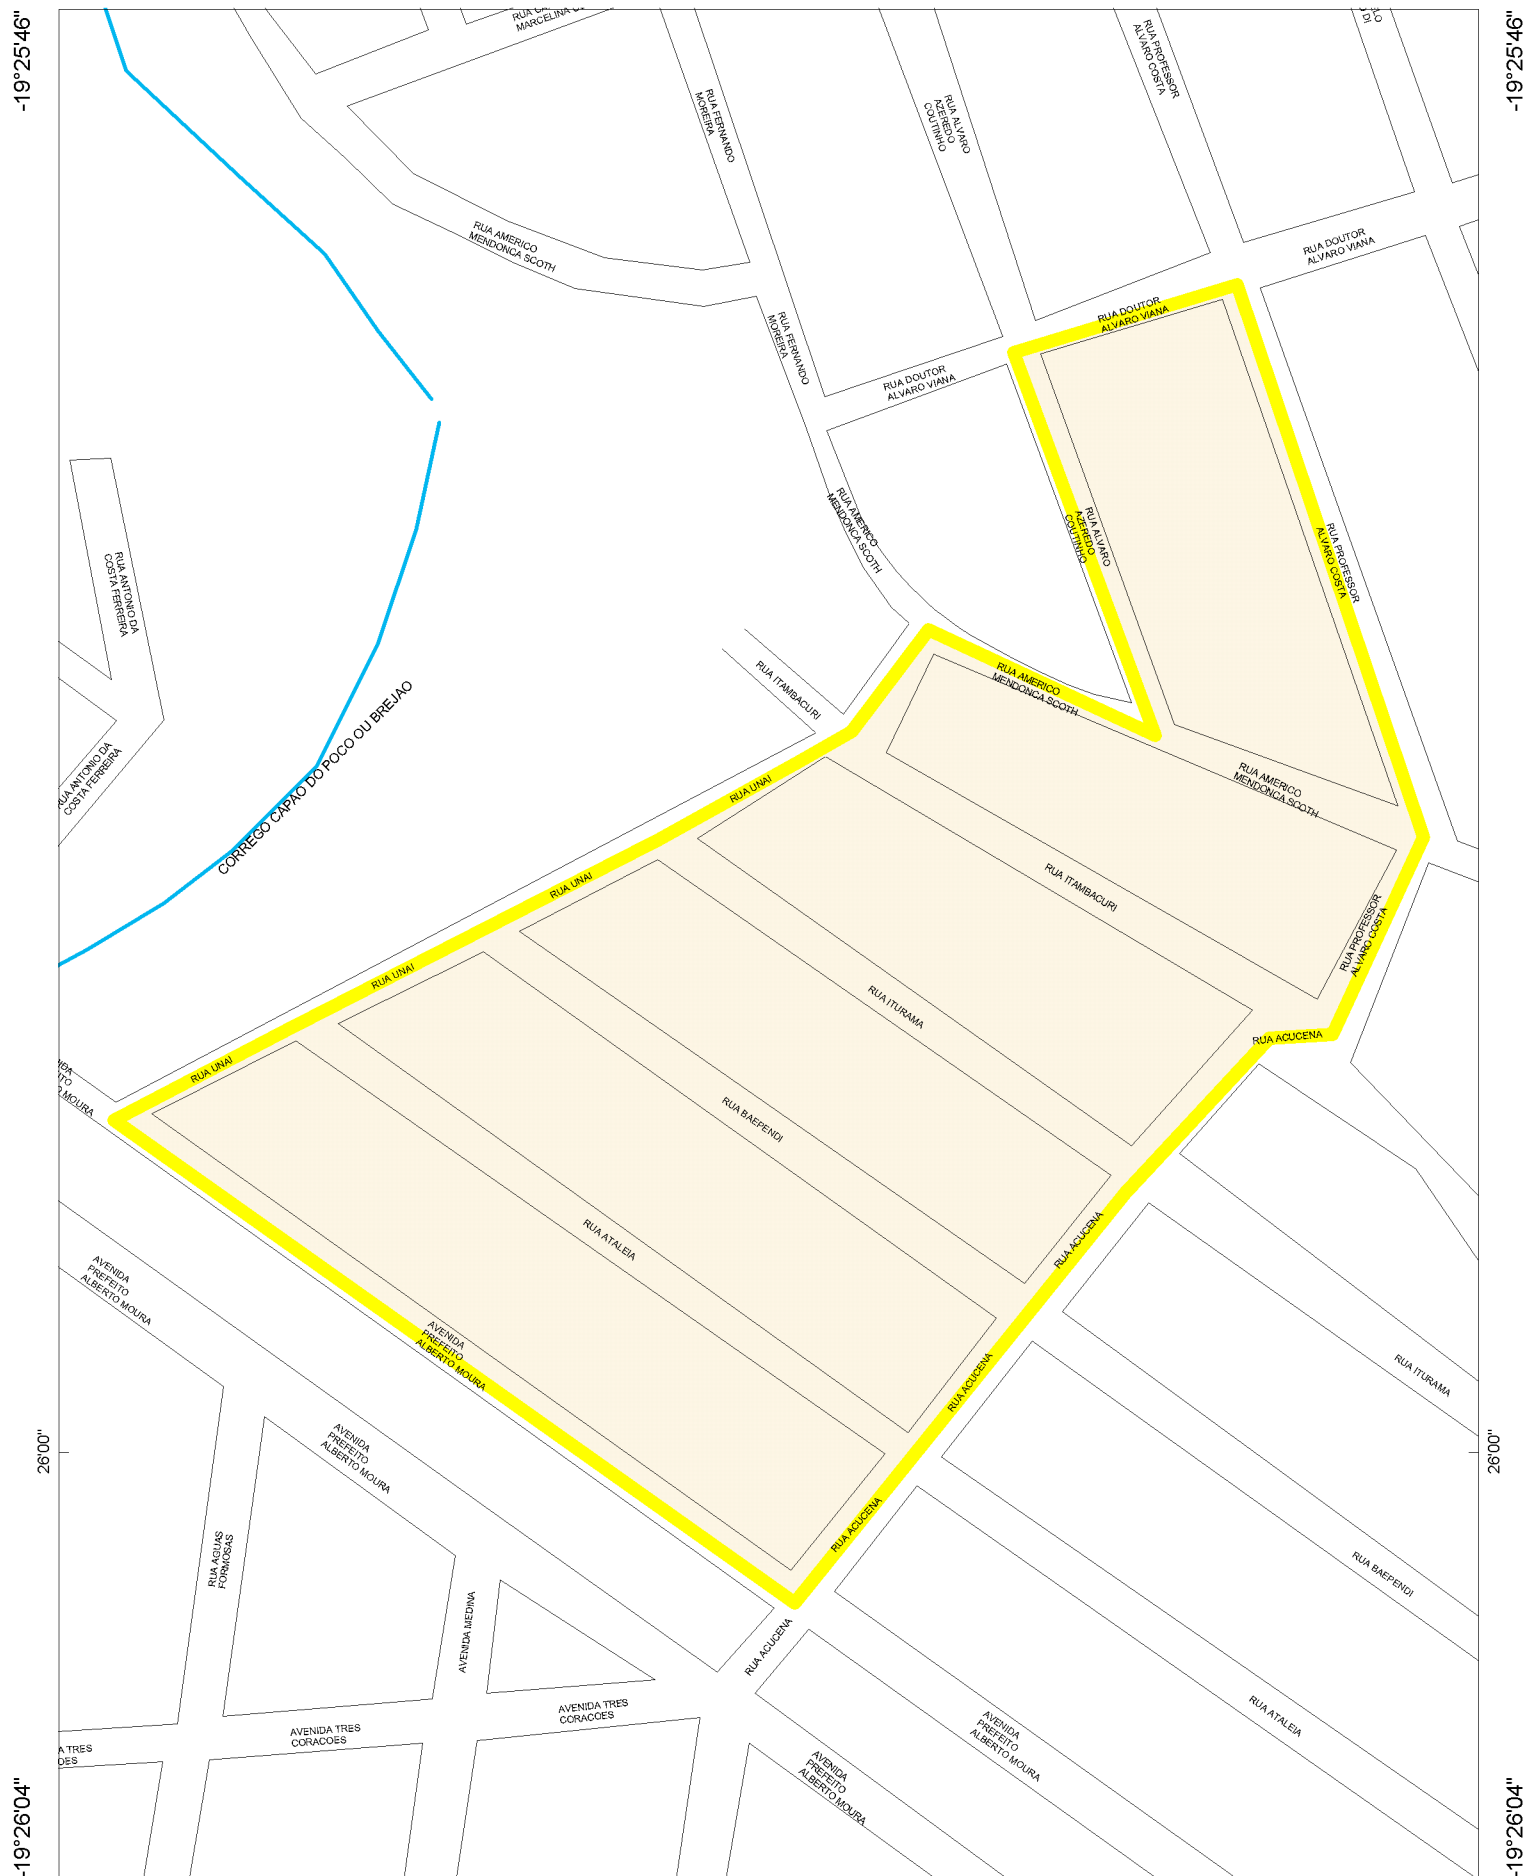 -19°25'46"
-19°25'46"
MARCELINA
RUA PROFESSOR
ALVARO COSTA
RUA FERNANDO
MOREIRA
RUA ALVARO
AZEREDO
COUTINHO
RUA AMERICO
MENDONCA SCOTH
RUA DOUTOR
ALVARO VIANA
RUA DOUTOR
ALVARO VIANA
RUA FERNANDO
MOREIRA
RUA DOUTOR
ALVARO VIANA
RUA AMERICO
MENDONCA SCOTH
RUA ALVARO
AZEREDO
COUTINHO
RUA PROFESSOR
ALVARO COSTA
RUA ANTONIO DA
COSTA FERREIRA
RUA ITAMBACURI
RUA AMERICO
MENDONCA SCOTH
CORREGO CAPAO DO POCO OU BREJAO
RUA ANTONIO DA
COSTA FERREIRA
RUA UNAI
RUA AMERICO
MENDONCA SCOTH
RUA UNAI
RUA ITAMBACURI
RUA PROFESSOR
ALVARO COSTA
RUA UNAI
RUA ITURAMA
RUA ACUCENA
RUA UNAI
MOURA
RUA BAEPENDI
RUA ATALEIA
RUA ACUCENA
AVENIDA
PREFEITO
ALBERTO MOURA
AVENIDA
PREFEITO
ALBERTO MOURA
RUA ACUCENA
RUA ITURAMA
26'00"
AVENIDA
PREFEITO
ALBERTO MOURA
26'00"
RUA ACUCENA
RUA AGUAS
FORMOSAS
RUA BAEPENDI
AVENIDA MEDINA
RUA ACUCENA
AVENIDA TRES
CORACOES
AVENIDA TRES
CORACOES
A TRES
OES
RUA ATALEIA
AVENIDA
PREFEITO
ALBERTO MOURA
AVENIDA
PREFEITO
ALBERTO MOURA
-19°26'04"
-19°26'04"